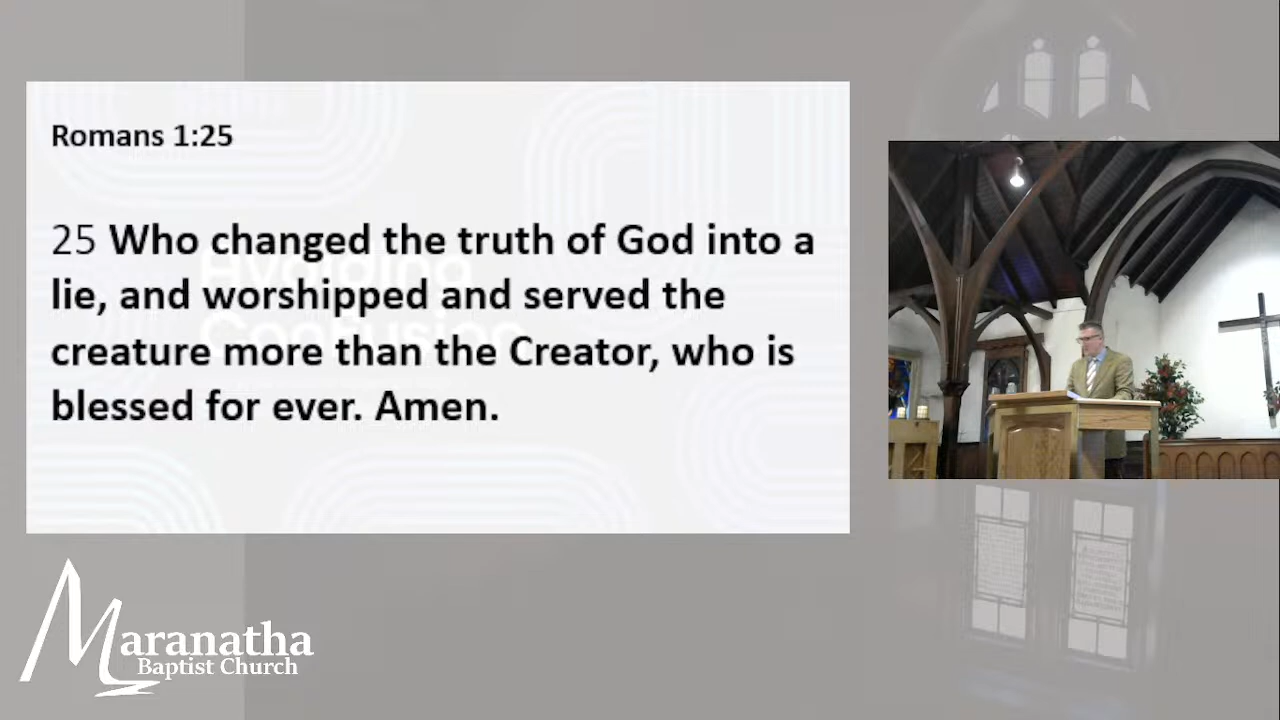 Romans 1:25
25 Who changed the truth of God into a
lie, and worshipped and served the
creature more than the Creator, who is
blessed for ever. Amen.
Maranatha
Baptist Church